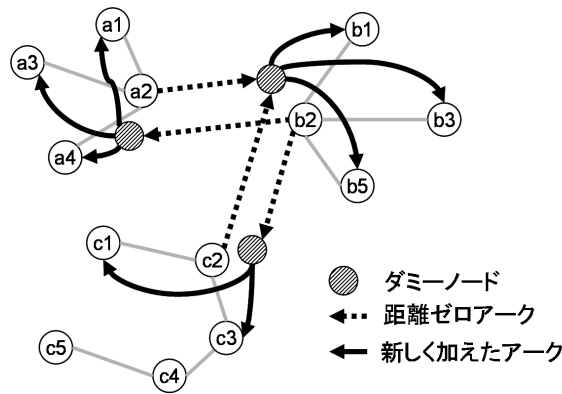 a1
b1
a3
a2
b2
b3
a4
b5
c1
c2
c3
c5
c4
ダミーノード
距離ゼロアーク
新しく加えたアーク